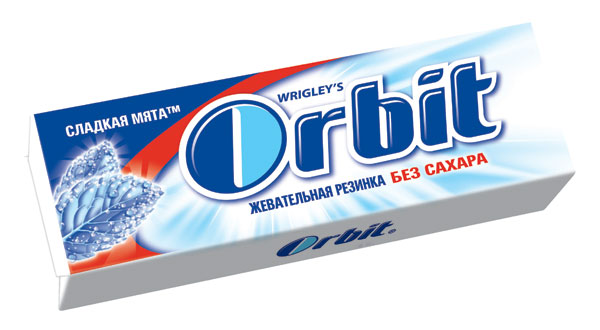 СЛАДКАЯ МЯТА™
WRIGLEY'S
Orbit
ЖЕВАТЕЛЬНАЯ РЕЗИНКА БЕЗ САХАРА
Orbit®